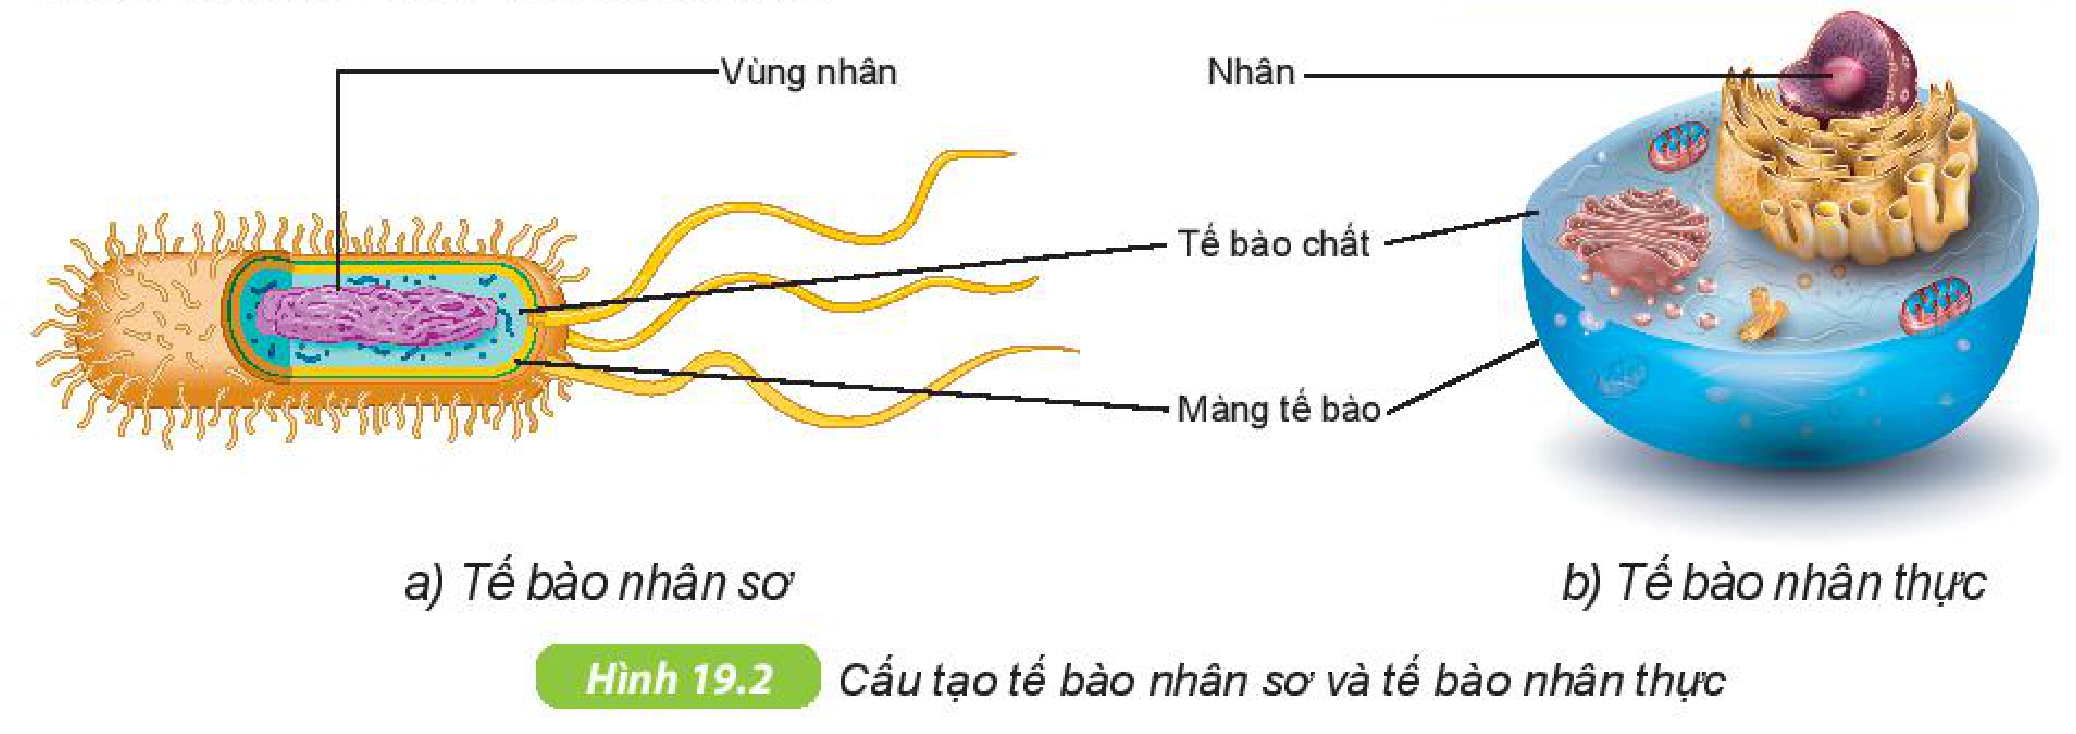 Vùng nhân
Nhân
Tế bào chất
Màng tế bào
a) Tế bào nhân sơ
b) Tế bào nhân thực
Hình 19.2 Cấu tạo tế bào nhân sơ và tế bào nhân thực